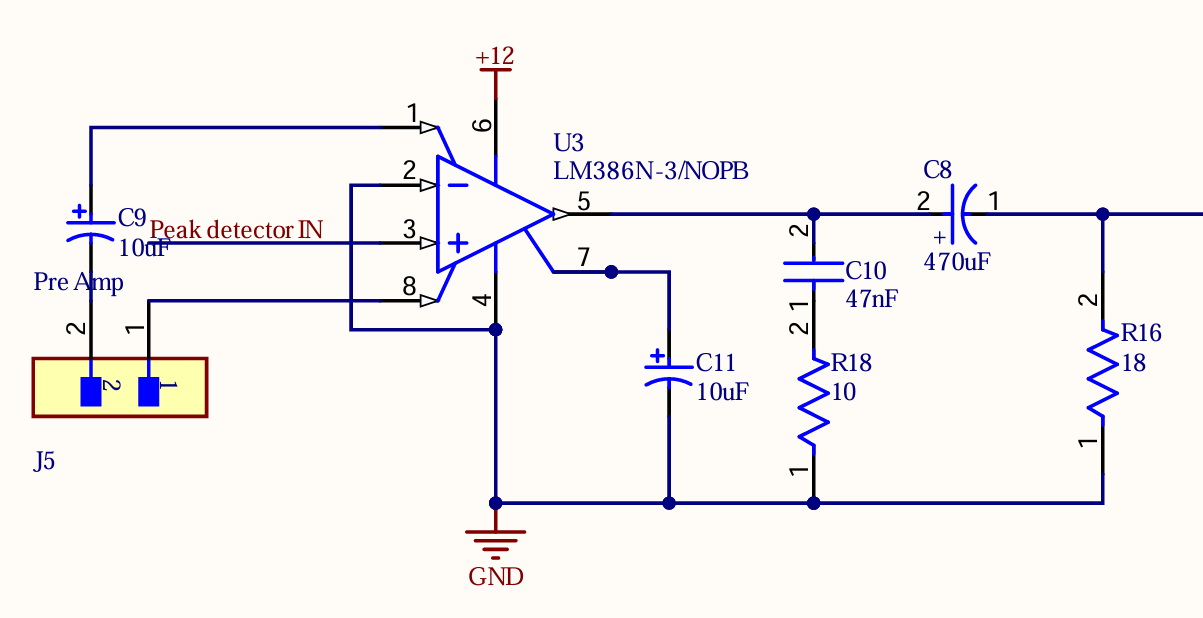 +12
1
6
U3
LM386N-3/NOPB
2
5
C8
2
1
C9
Peak detector IN
3
10uF
2
+
470uF
7
C10
47nF
Pre Amp
8
4
1
2
1
2
2
R16
18
C11
10uF
R18
10
2
1
1
1
J5
GND